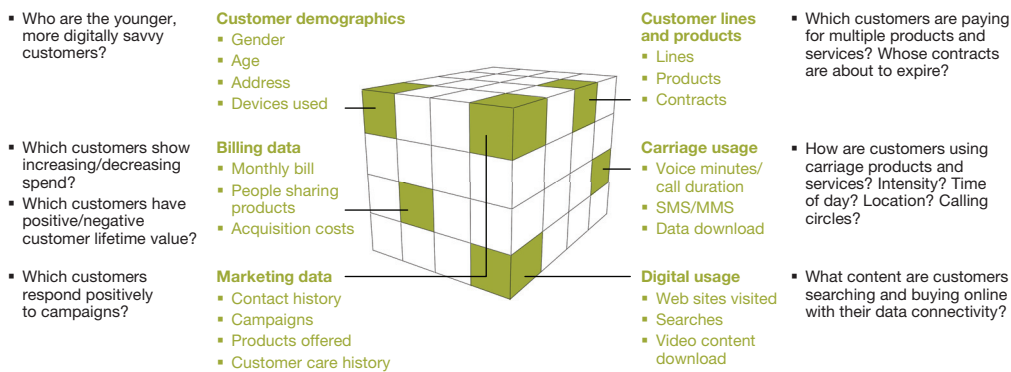 ▪ Who are the younger,
more digitally savvy
customers?
Customer demographics
▪ Gender
▪ Age
▪ Address
▪ Devices used
Customer lines
and products
▪ Lines
▪ Products
▪ Contracts
▪ Which customers are paying
for multiple products and
services? Whose contracts
are about to expire?
▪ Which customers show
increasing/decreasing
spend?
▪ Which customers have
positive/negative
customer lifetime value?
Billing data
▪ Monthly bill
▪ People sharing
products
▪ Acquisition costs
Carriage usage
▪ Voice minutes/
call duration
▪ SMS/MMS
▪ Data download
▪ How are customers using
carriage products and
services? Intensity? Time
of day? Location? Calling
circles?
▪ Which customers
respond positively
to campaigns?
Marketing data
▪ Contact history
▪ Campaigns
▪ Products offered
▪ Customer care history
Digital usage
▪ Web sites visited
▪ Searches
▪ Video content
download
▪ What content are customers
searching and buying online
with their data connectivity?